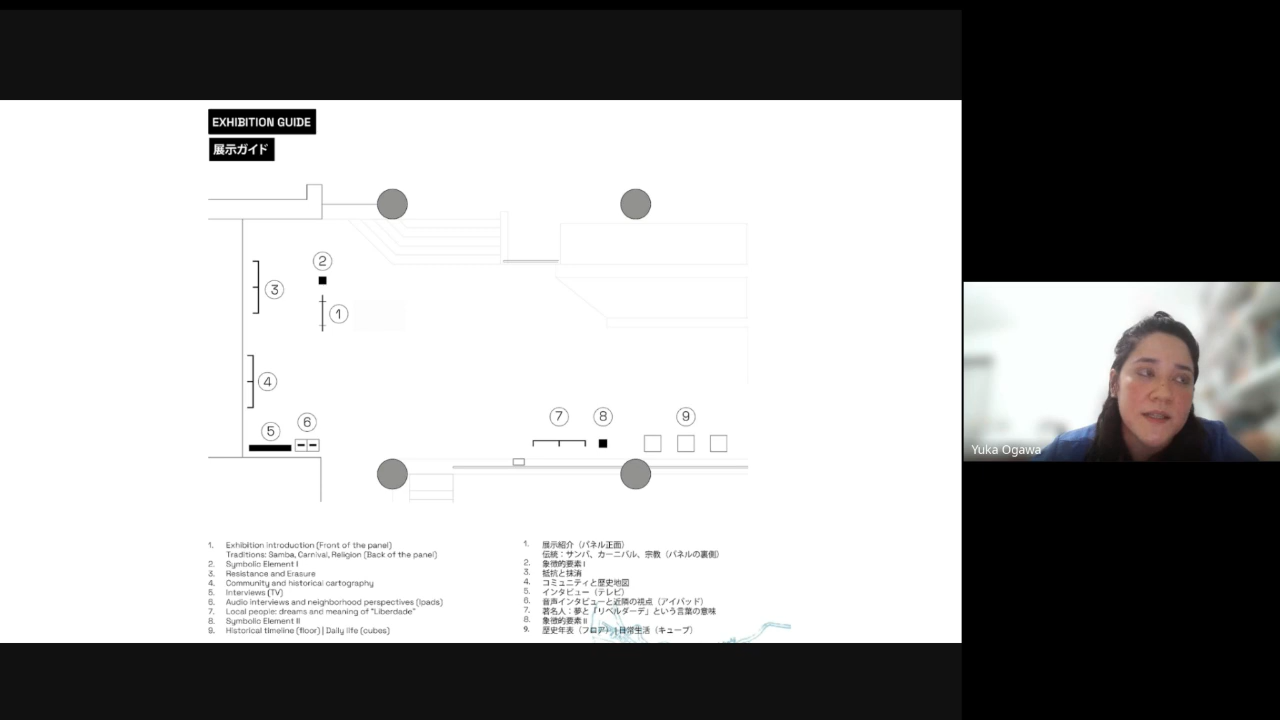 EXHIBITION GUIDE
展示ガイド
2
3
1
4
6
5
7
8
9
Yuka Ogawa
1. Exhibition Introduction (Front of the panel)
Traditions: Samba, Carnival, Religion (Back of the panel)
2. Symbolic Element I
3. Resistance and Erasure
4. Community and historical cartography
5. Interviews (TV)
6. Audio interviews and neighborhood perspectives (Ipads)
7. Local people: dreams and meaning of "Liberdade"
8. Symbolic Element II
9. Historical timeline (floor) | Daily life (cubes)
1. 展示紹介（パネル正面）
伝統：サンバ、カーニバル、宗教（パネルの裏側）
2. 象徴的要素 I
3. 抵抗と抹消
4. コミュニティと歴史地図
5. インタビュー（テレビ）
6. 音声インタビューと近隣の視点（アイパッド）
7. 著名人：夢と「リベルダーデ」という言葉の意味
8. 象徴的要素 II
9. 歴史年表（フロア）| 日常生活（キューブ）